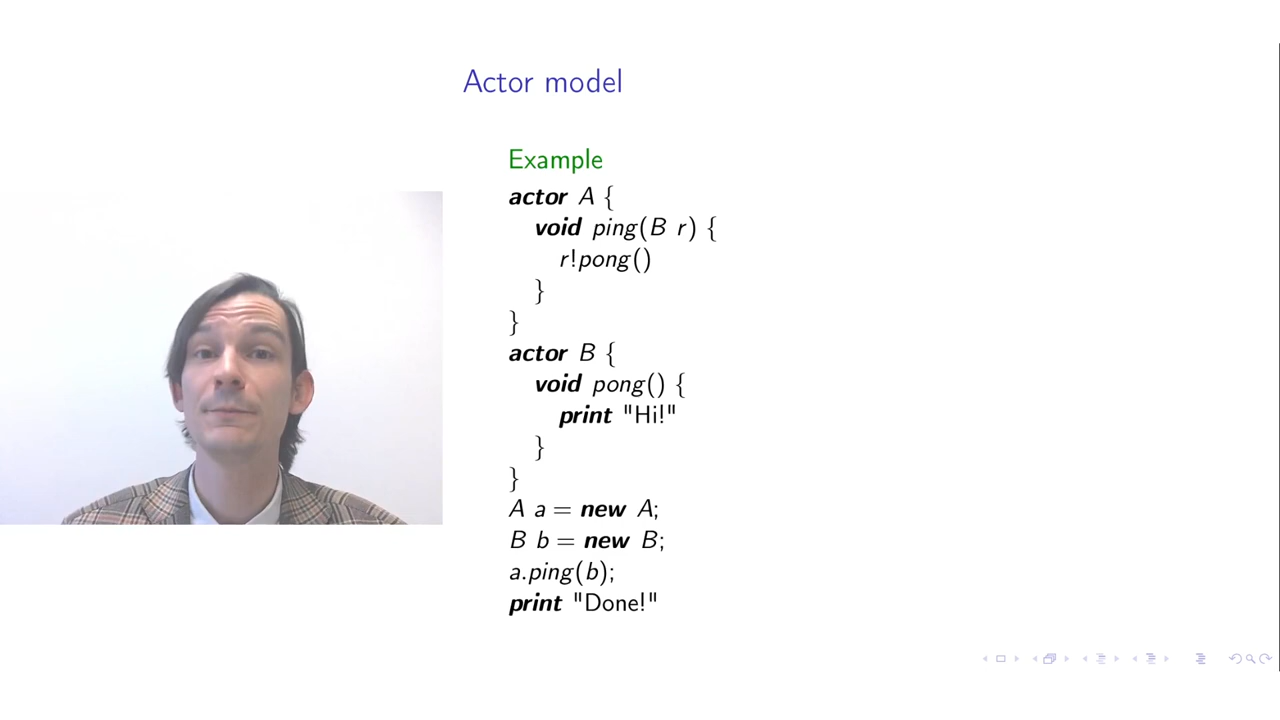 Actor model
Example
actor A {
void ping(B r) {
r!pong()
}
}
actor B {
void pong() {
print "Hi!"
}
}
A a = new A;
B b = new B;
a.ping(b);
print "Done!"